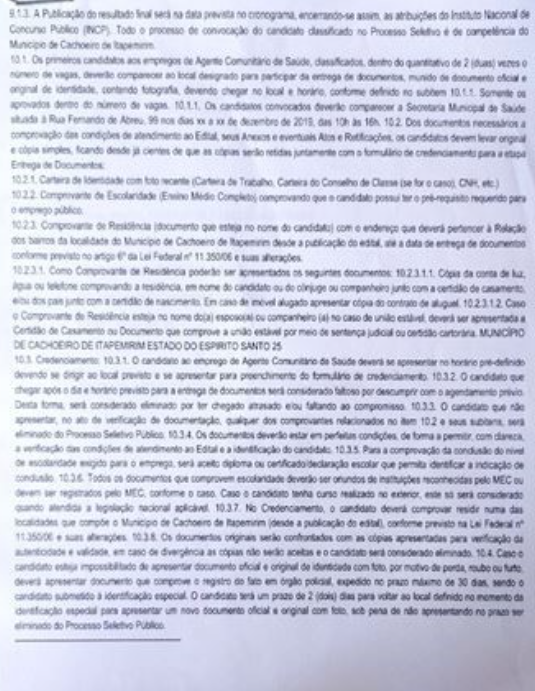 9.1.3. A Publicação do resultado final será na data prevista no cronograma, encerrando-se assim, as atribuições do Instituto Nacional de
Concurso Público (INCP). Todo o processo de convocação do candidato classificado no Processo Seletivo é de competência do
Município de Cachoeiro de Itapemirim.
10.1. Os primeiros candidatos aos empregos de Agente Comunitário de Saúde, classificados, dentro do quantitativo de 2 (duas) vezes o
número de vagas, deverão comparecer ao local designado para participar da entrega de documentos, munido de documento oficial e
original de identidade, contendo fotografia, devendo chegar no local e horário, conforme definido no subitem 10.1.1. Somente os
aprovados dentro do número de vagas. 10.1.1. Os candidatos convocados deverão comparecer a Secretaria Municipal de Saúde
situada à Rua Fernando de Abreu, 99 nos dias xx a xx de dezembro de 2019, das 10h às 16h. 10.2. Dos documentos necessários a
comprovação das condições de atendimento ao Edital, seus Anexos e eventuais Atos e Retificações, os candidatos devem levar original
e cópia simples, ficando desde já cientes de que as cópias serão retidas juntamente com o formulário de credenciamento para a etapa
Entrega de Documentos:
10.2.1. Carteira de Identidade com foto recente (Carteira de Trabalho, Carteira do Conselho de Classe (se for o caso), CNH, etc.)
10.2.2. Comprovante de Escolaridade (Ensino Médio Completo) comprovando que o candidato possui ter o pré-requisito requerido para
o emprego público.
10.2.3. Comprovante de Residência (documento que esteja no nome do candidato) com o endereço que deverá pertencer à Relação
dos bairros da localidade do Município de Cachoeiro de Itapemirim desde a publicação do edital, até a data de entrega de documentos
conforme previsto no artigo 6º da Lei Federal nº 11.350/06 e suas alterações.
10.2.3.1. Como Comprovante de Residência poderão ser apresentados os seguintes documentos: 10.2.3.1.1. Cópia da conta de luz,
água ou telefone comprovando a residência, em nome do candidato ou do cônjuge ou companheiro junto com a certidão de casamento,
e/ou dos pais junto com a certidão de nascimento. Em caso de imóvel alugado apresentar cópia do contrato de aluguel. 10.2.3.1.2. Caso
o Comprovante de Residência esteja no nome do(a) esposo(a) ou companheiro (a) no caso de união estável, deverá ser apresentada a
Certidão de Casamento ou Documento que comprove a união estável por meio de sentença judicial ou certidão cartorária. MUNICÍPIO
DE CACHOEIRO DE ITAPEMIRIM ESTADO DO ESPIRITO SANTO 25
10.3. Credenciamento: 10.3.1. O candidato ao emprego de Agente Comunitário de Saúde deverá se apresentar no horário pré-definido
devendo se dirigir ao local previsto e se apresentar para preenchimento do formulário de credenciamento. 10.3.2. O candidato que
chegar após o dia e horário previsto para a entrega de documentos será considerado faltoso por descumprir com o agendamento prévio.
Desta forma, será considerado eliminado por ter chegado atrasado e/ou faltando ao compromisso. 10.3.3. O candidato que não
apresentar, no ato de verificação de documentação, qualquer dos comprovantes relacionados no item 10.2 e seus subitens, será
eliminado do Processo Seletivo Público. 10.3.4. Os documentos deverão estar em perfeitas condições, de forma a permitir, com clareza,
a verificação das condições de atendimento ao Edital e a identificação do candidato. 10.3.5. Para a comprovação da conclusão do nível
de escolaridade exigido para o emprego, será aceito diploma ou certificado/declaração escolar que permita identificar a indicação de
conclusão. 10.3.6. Todos os documentos que comprovem escolaridade deverão ser oriundos de instituições reconhecidas pelo MEC ou
devem ser registrados pelo MEC, conforme o caso. Caso o candidato tenha curso realizado no exterior, este só será considerado
quando atendida a legislação nacional aplicável. 10.3.7. No Credenciamento, o candidato deverá comprovar residir numa das
localidades que compõe o Município de Cachoeiro de Itapemirim (desde a publicação do edital), conforme previsto na Lei Federal nº
11.350/06 e suas alterações. 10.3.8. Os documentos originais serão confrontados com as cópias apresentadas para verificação da
autenticidade e validade, em caso de divergência as cópias não serão aceitas e o candidato será considerado eliminado. 10.4. Caso o
candidato esteja impossibilitado de apresentar documento oficial e original de identidade com foto, por motivo de perda, roubo ou furto,
deverá apresentar documento que comprove o registro do fato em órgão policial, expedido no prazo máximo de 30 dias, sendo o
candidato submetido à identificação especial. O candidato terá um prazo de 2 (dois) dias para voltar ao local definido no momento da
identificação especial para apresentar um novo documento oficial e original com foto, sob pena de não apresentando no prazo ser
eliminado do Processo Seletivo Público.